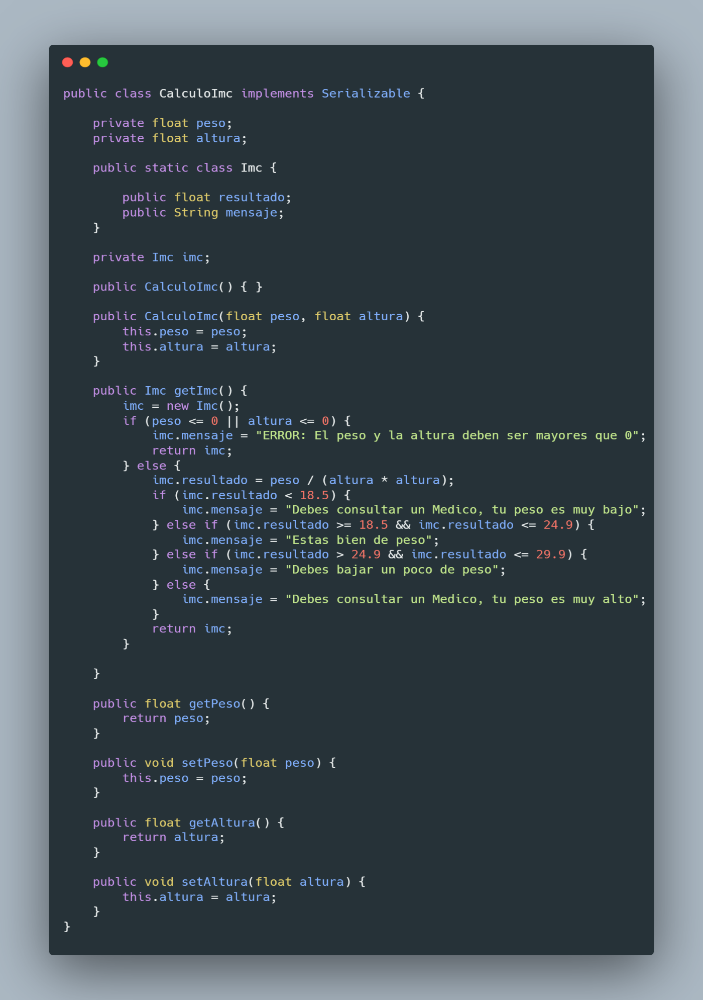 public class CalculoImc implements Serializable {
private float peso;
private float altura;
public static class Imc {
public float resultado;
public String mensaje;
}
private Imc imc;
public CalculoImc() { }
public CalculoImc(float peso, float altura) {
this.peso = peso;
this.altura = altura;
}
public Imc getImc() {
imc = new Imc();
if (peso <= 0 || altura <= 0) {
imc.mensaje = "ERROR: El peso y la altura deben ser mayores que 0";
return imc;
} else {
imc.resultado = peso / (altura * altura);
if (imc.resultado < 18.5) {
imc.mensaje = "Debes consultar un Medico, tu peso es muy bajo";
} else if (imc.resultado >= 18.5 && imc.resultado <= 24.9) {
imc.mensaje = "Estas bien de peso";
} else if (imc.resultado > 24.9 && imc.resultado <= 29.9) {
imc.mensaje = "Debes bajar un poco de peso";
} else {
imc.mensaje = "Debes consultar un Medico, tu peso es muy alto";
}
return imc;
}
}
public float getPeso() {
return peso;
}
public void setPeso(float peso) {
this.peso = peso;
}
public float getAltura() {
return altura;
}
public void setAltura(float altura) {
this.altura = altura;
}
}